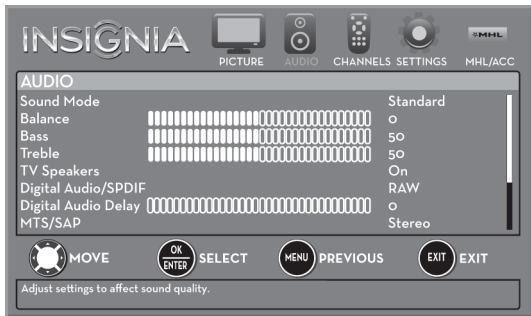 INSIGNIA
PICTURE AUDIO CHANNELS SETTINGS MHL/ACC
MHL
AUDIO
Sound Mode Standard
Balance 0
Bass 50
Treble 50
TV Speakers On
Digital Audio/SPDIF RAW
Digital Audio Delay 0
MTS/SAP Stereo
MOVE OK ENTER SELECT MENU PREVIOUS EXIT EXIT
Adjust settings to affect sound quality.